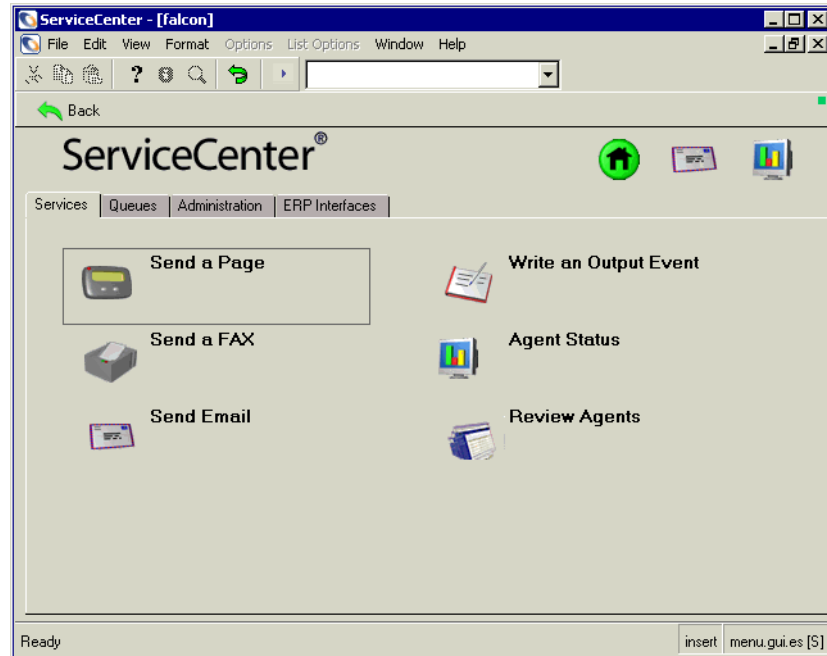 ServiceCenter - [falcon]
File Edit View Format Options List Options Window Help
Back
ServiceCenter®
Services Queues Administration ERP Interfaces
Send a Page Write an Output Event
Send a FAX Agent Status
Send Email Review Agents
Ready insert menu.gui.es [S]